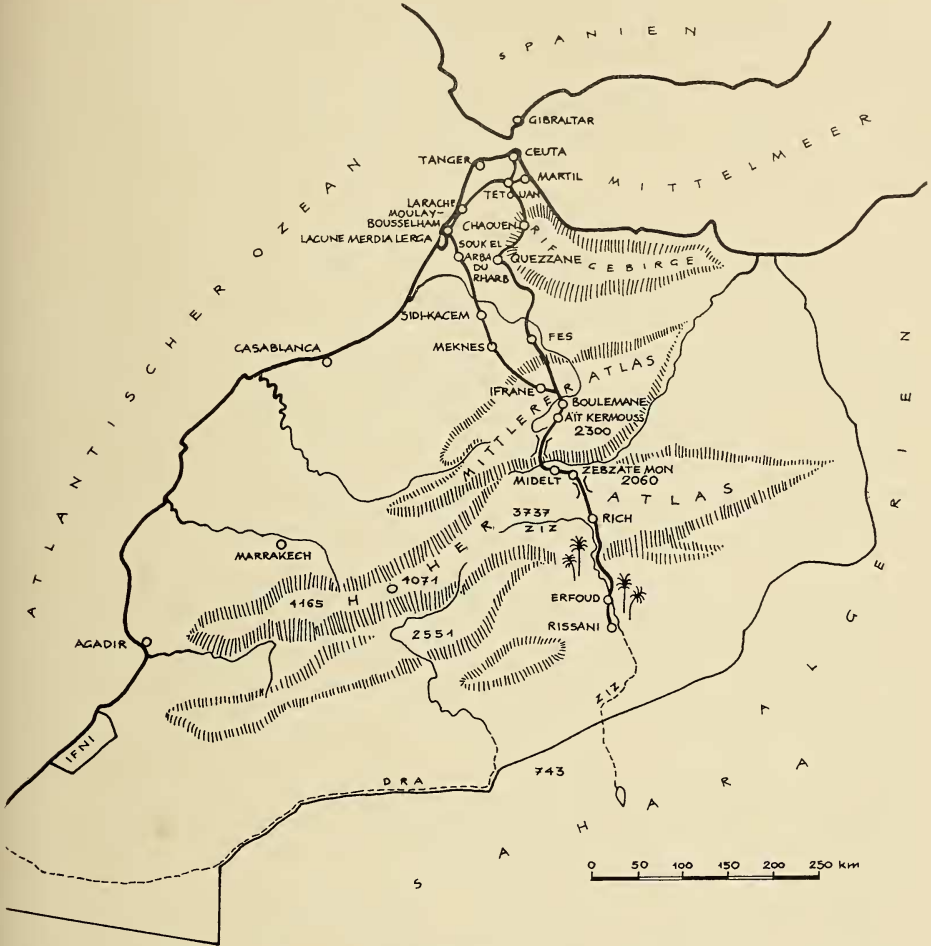 SPANIEN
GIBRALTAR
MITTELMEER
ATLANTISCHER OZEAN
TANGER
CEUTA
MARTIL
TETOUAN
LARACHE
MOULAY-
BOUSSELHAM
LAGUNE MERDIA LERGA
CHAOUEN
RIF GEBIRGE
SOUK EL
ARBA
DU
RHARB
QUEZZANE
SIDI-KACEM
FES
CASABLANCA
MEKNES
MITTLERER ATLAS
IFRANE
BOULEMANE
AÏT KERMOUSS
2300
MIDELT
ZEBZATE MON
2060
HOHER ATLAS
3737
ZIZ
RICH
MARRAKECH
4071
4165
ERFOUD
RISSANI
AGADIR
2551
ZIZ
IFNI
DRA
743
ALGERIEN
SAHARA
0 50 100 150 200 250 km